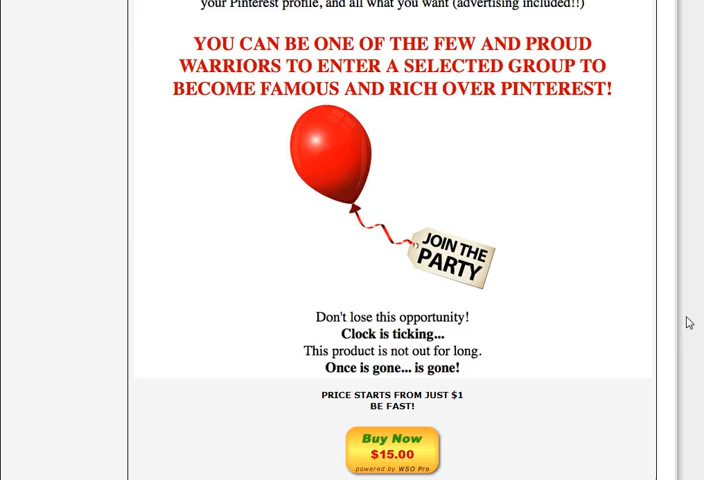 your Pinterest profile, and all what you want (advertising included!!)
YOU CAN BE ONE OF THE FEW AND PROUD
WARRIORS TO ENTER A SELECTED GROUP TO
BECOME FAMOUS AND RICH OVER PINTEREST!
JOIN THE
PARTY
Don't lose this opportunity!
Clock is ticking...
This product is not out for long.
Once is gone... is gone!
PRICE STARTS FROM JUST $1
BE FAST!
Buy Now
$15.00
powered by WSO Pro